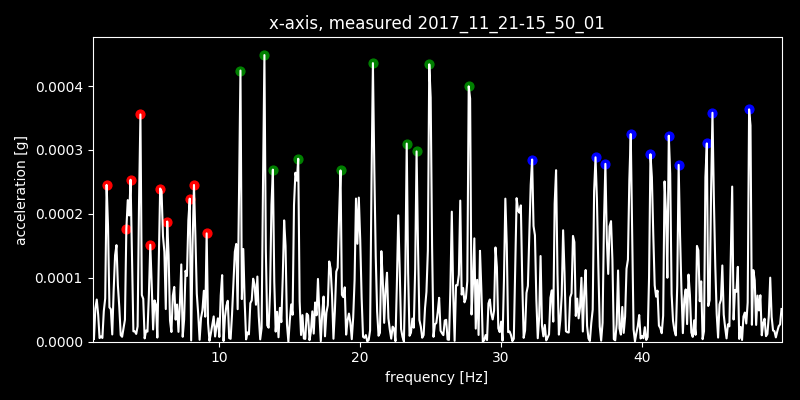 x-axis, measured 2017_11_21-15_50_01
acceleration [g]
0.0004
0.0003
0.0002
0.0001
0.0000
10 20 30 40
frequency [Hz]